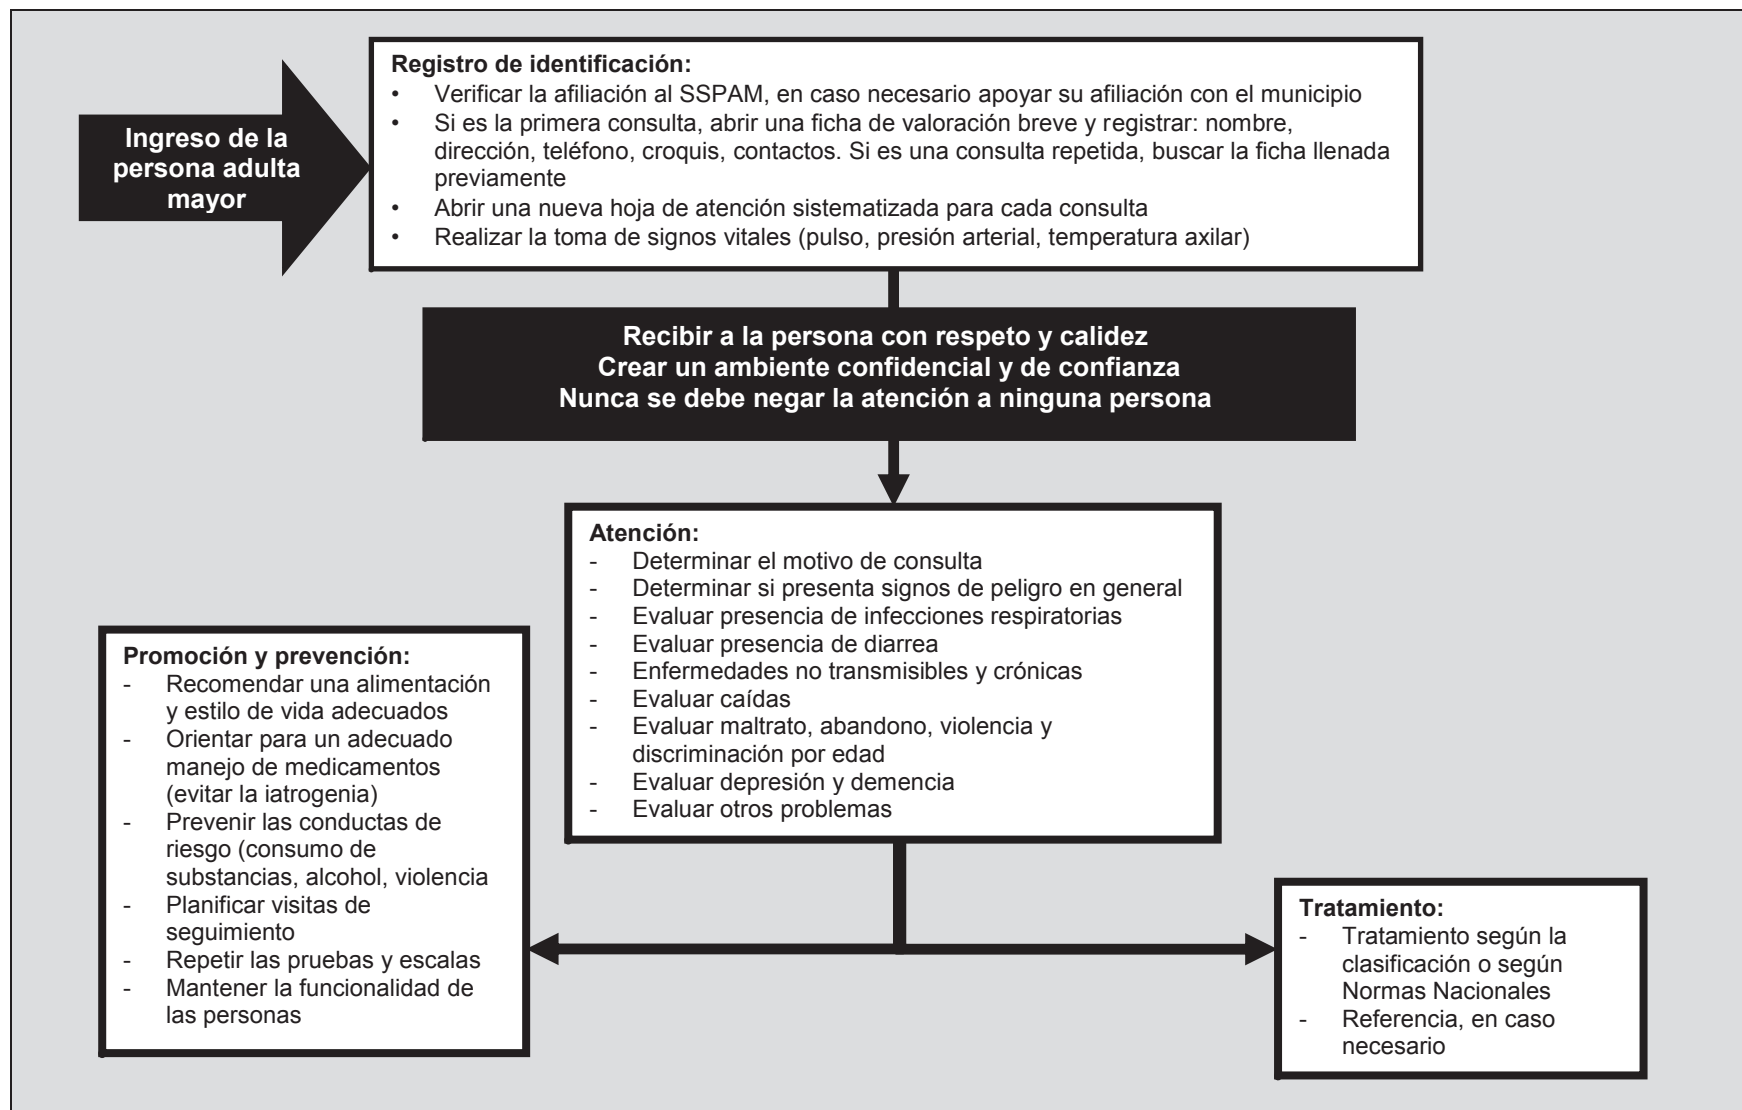 Ingreso de la
persona adulta
mayor
Registro de identificación:
• Verificar la afiliación al SSPAM, en caso necesario apoyar su afiliación con el municipio
• Si es la primera consulta, abrir una ficha de valoración breve y registrar: nombre,
dirección, teléfono, croquis, contactos. Si es una consulta repetida, buscar la ficha llenada
previamente
• Abrir una nueva hoja de atención sistematizada para cada consulta
• Realizar la toma de signos vitales (pulso, presión arterial, temperatura axilar)
Recibir a la persona con respeto y calidez
Crear un ambiente confidencial y de confianza
Nunca se debe negar la atención a ninguna persona
Atención:
- Determinar el motivo de consulta
- Determinar si presenta signos de peligro en general
- Evaluar presencia de infecciones respiratorias
- Evaluar presencia de diarrea
- Enfermedades no transmisibles y crónicas
- Evaluar caídas
- Evaluar maltrato, abandono, violencia y
discriminación por edad
- Evaluar depresión y demencia
- Evaluar otros problemas
Promoción y prevención:
- Recomendar una alimentación
y estilo de vida adecuados
- Orientar para un adecuado
manejo de medicamentos
(evitar la iatrogenia)
- Prevenir las conductas de
riesgo (consumo de
substancias, alcohol, violencia
- Planificar visitas de
seguimiento
- Repetir las pruebas y escalas
- Mantener la funcionalidad de
las personas
Tratamiento:
- Tratamiento según la
clasificación o según
Normas Nacionales
- Referencia, en caso
necesario